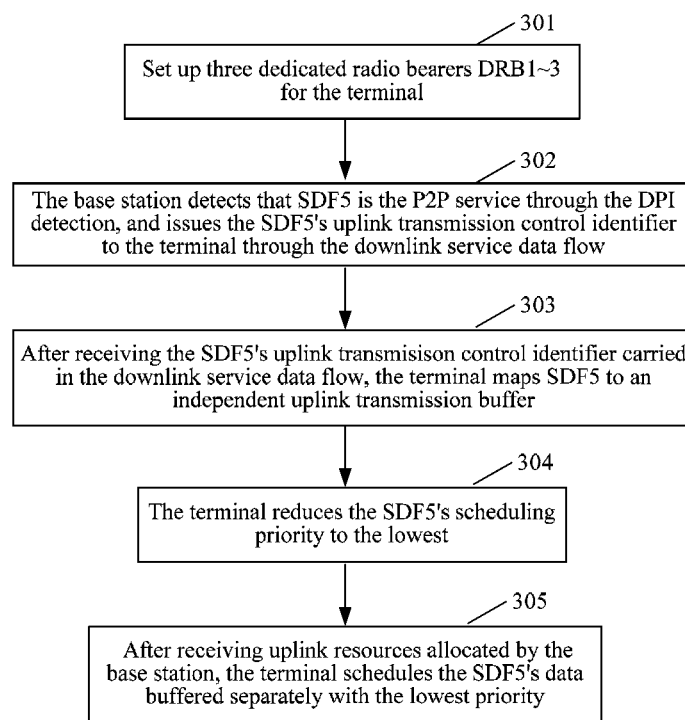 301
Set up three dedicated radio bearers DRB1~3
for the terminal
302
The base station detects that SDF5 is the P2P service through the DPI
detection, and issues the SDF5's uplink transmission control identifier
to the terminal through the downlink service data flow
303
After receiving the SDF5's uplink transmisison control identifier carried
in the downlink service data flow, the terminal maps SDF5 to an
independent uplink transmission buffer
304
The terminal reduces the SDF5's scheduling
priority to the lowest
305
After receiving uplink resources allocated by the
base station, the terminal schedules the SDF5's data
buffered separately with the lowest priority